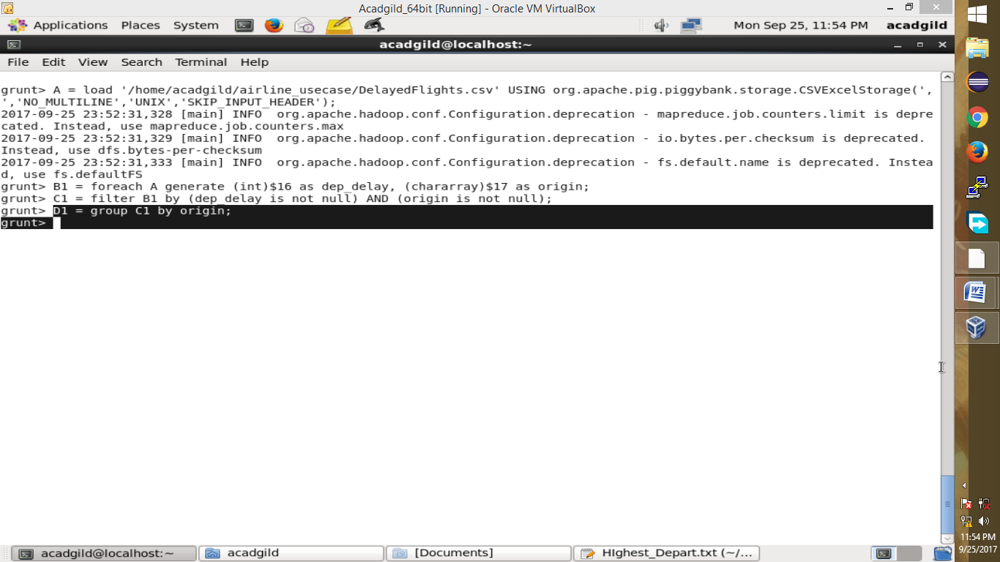 Acadgild_64bit [Running] - Oracle VM VirtualBox
Applications Places System Mon Sep 25, 11:54 PM acadgild
acadgild@localhost:~
File Edit View Search Terminal Help
grunt> A = load '/home/acadgild/airline_usecase/DelayedFlights.csv' USING org.apache.pig.piggybank.storage.CSVExcelStorage(',
','NO_MULTILINE','UNIX','SKIP_INPUT_HEADER');
2017-09-25 23:52:31,328 [main] INFO  org.apache.hadoop.conf.Configuration.deprecation - mapreduce.job.counters.limit is depre
cated. Instead, use mapreduce.job.counters.max
2017-09-25 23:52:31,329 [main] INFO  org.apache.hadoop.conf.Configuration.deprecation - io.bytes.per.checksum is deprecated.
Instead, use dfs.bytes-per-checksum
2017-09-25 23:52:31,333 [main] INFO  org.apache.hadoop.conf.Configuration.deprecation - fs.default.name is deprecated. Instea
d, use fs.defaultFS
grunt> B1 = foreach A generate (int)$16 as dep_delay, (chararray)$17 as origin;
grunt> C1 = filter B1 by (dep_delay is not null) AND (origin is not null);
grunt> D1 = group C1 by origin;
grunt>
acadgild@localhost:~ acadgild [Documents] HIghest_Depart.txt (~/...
11:54 PM
9/25/2017